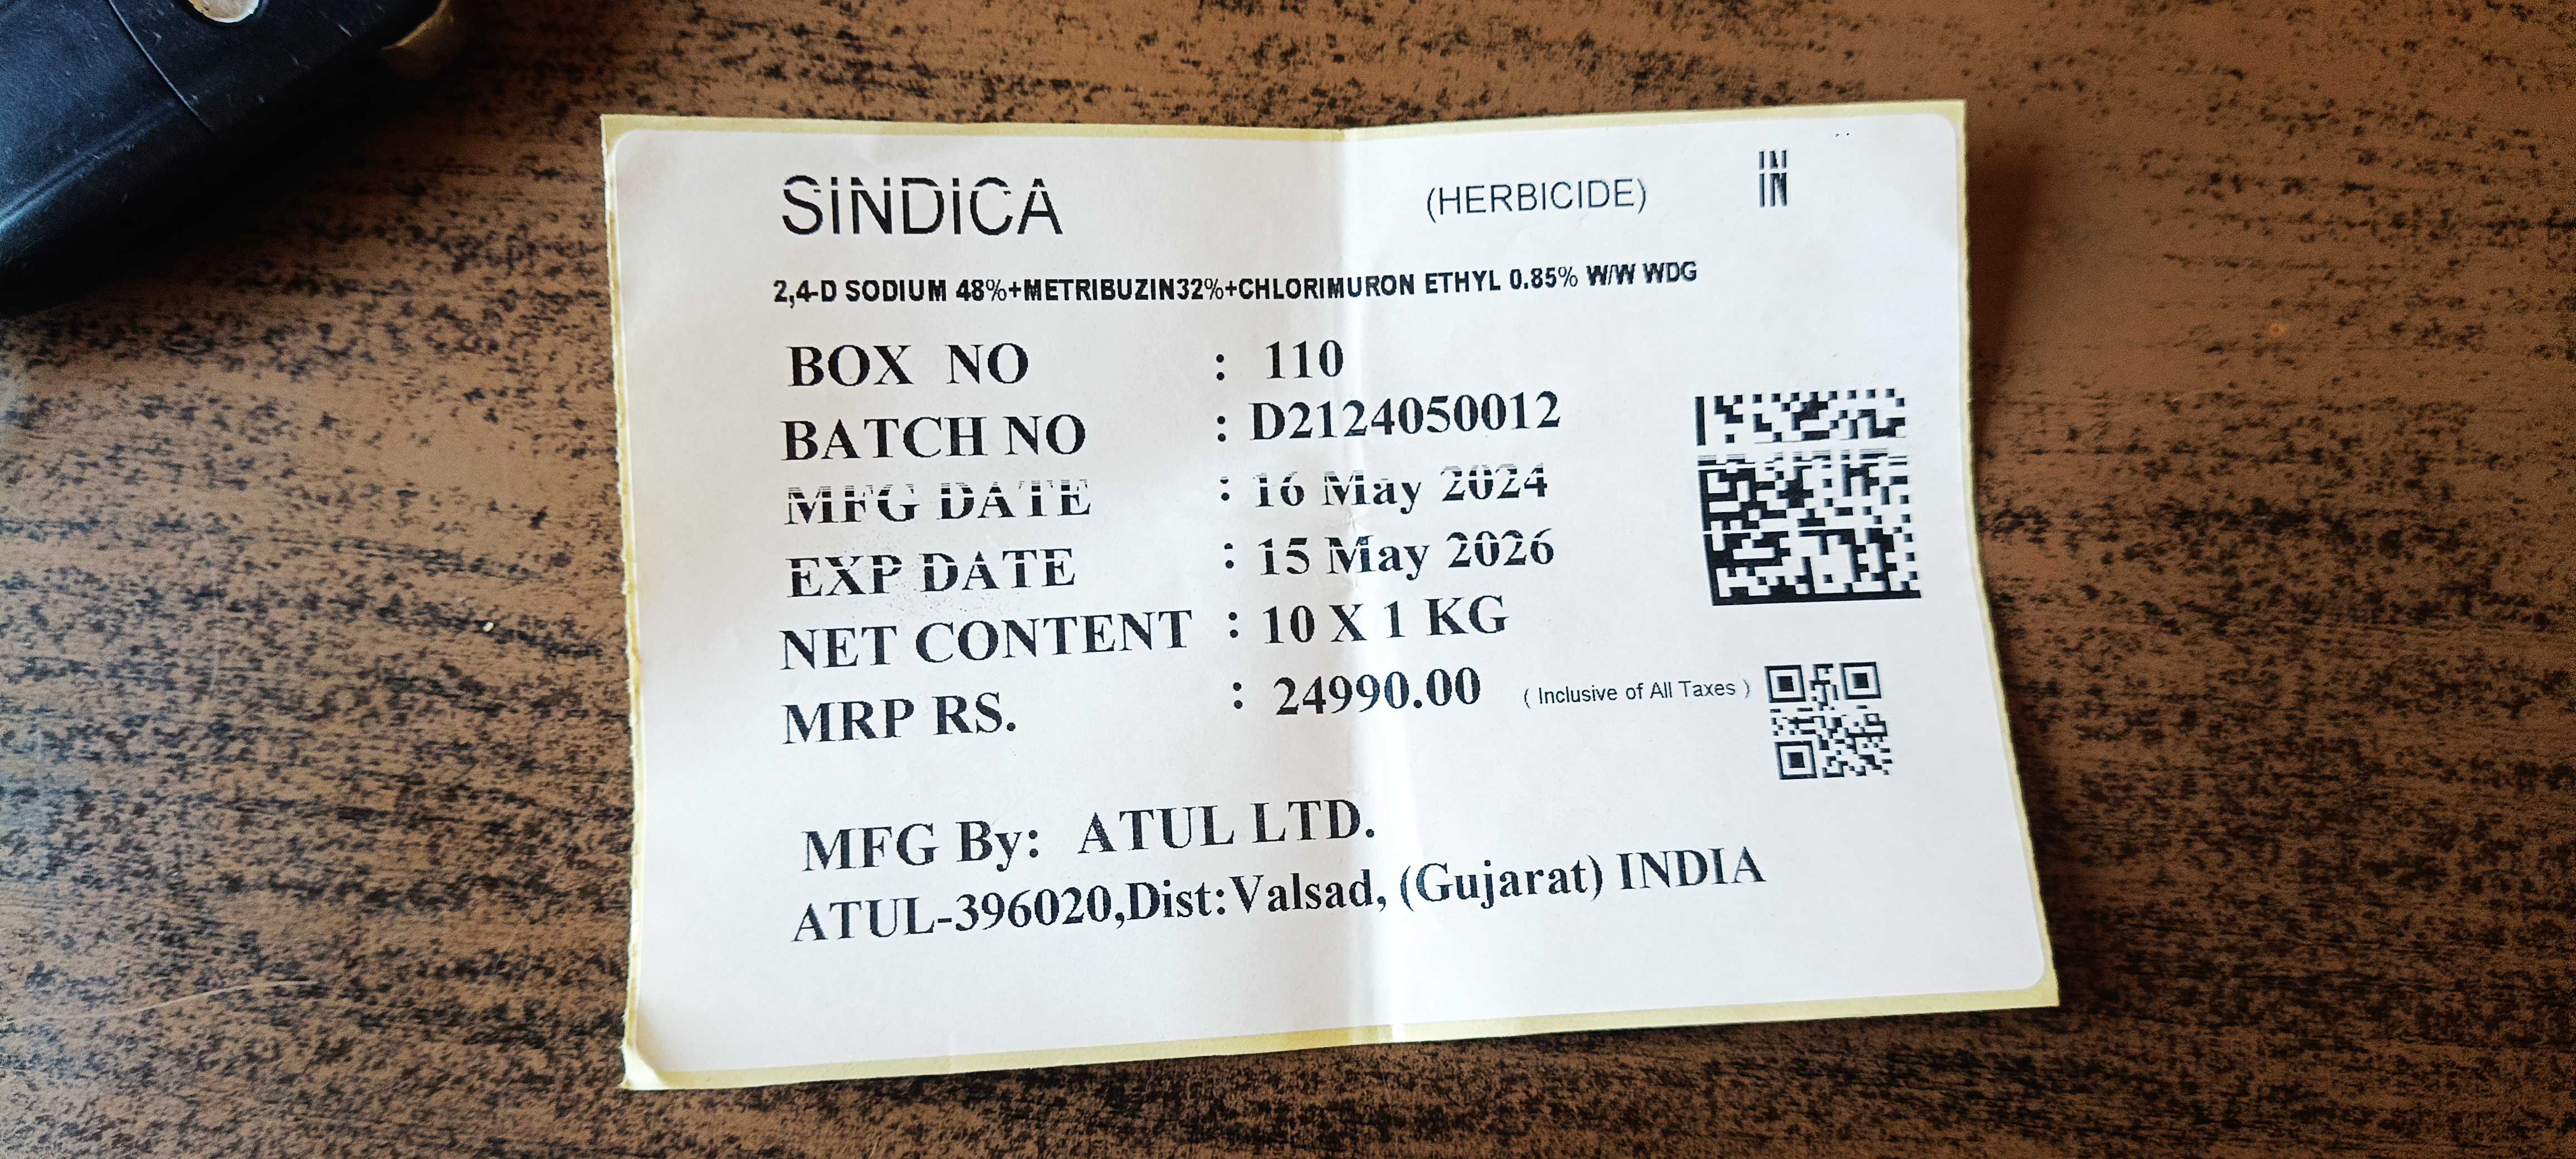 SINDICA (HERBICIDE) IN
2,4-D SODIUM 48%+METRIBUZIN32%+CHLORIMURON ETHYL 0.85% W/W WDG
BOX NO : 110
BATCH NO : D2124050012
MFG DATE : 16 May 2024
EXP DATE : 15 May 2026
NET CONTENT : 10 X 1 KG
MRP RS. : 24990.00 ( Inclusive of All Taxes )
MFG By: ATUL LTD.
ATUL-396020,Dist:Valsad, (Gujarat) INDIA